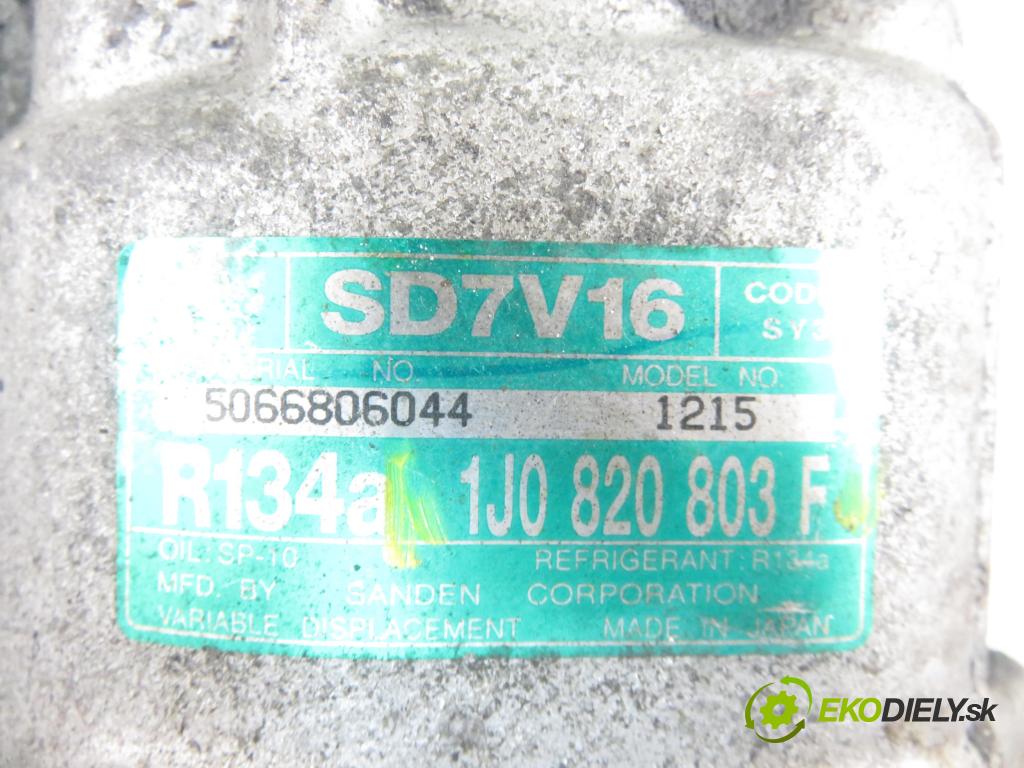 SD7V16
SERIAL NO. MODEL NO.
5066806044 1215
R134a 1J0 820 803 F
OIL: SP-10 REFRIGERANT: R134a
MFD. BY SANDEN CORPORATION
VARIABLE DISPLACEMENT MADE IN JAPAN
EKODIELY.sk